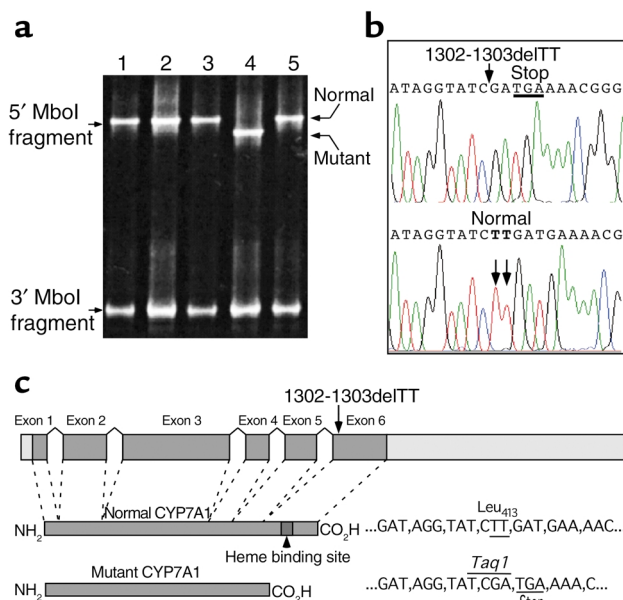 a
1 2 3 4 5
5′ MboI fragment
Normal
Mutant
3′ MboI fragment
b
1302-1303delTT
Stop
ATAGGTATCGATGAAAACGGG
Normal
ATAGGTATCTTGATGAAAACG
c
1302-1303delTT
Exon 1 Exon 2 Exon 3 Exon 4 Exon 5 Exon 6
NH2 Normal CYP7A1 CO2H
Heme binding site
Leu413
...GAT,AGG,TAT,CTT,GAT,GAA,AAC..
NH2 Mutant CYP7A1 CO3H
Taq1
...GAT,AGG,TAT,CGA,TGA,AAA,C...
Stop